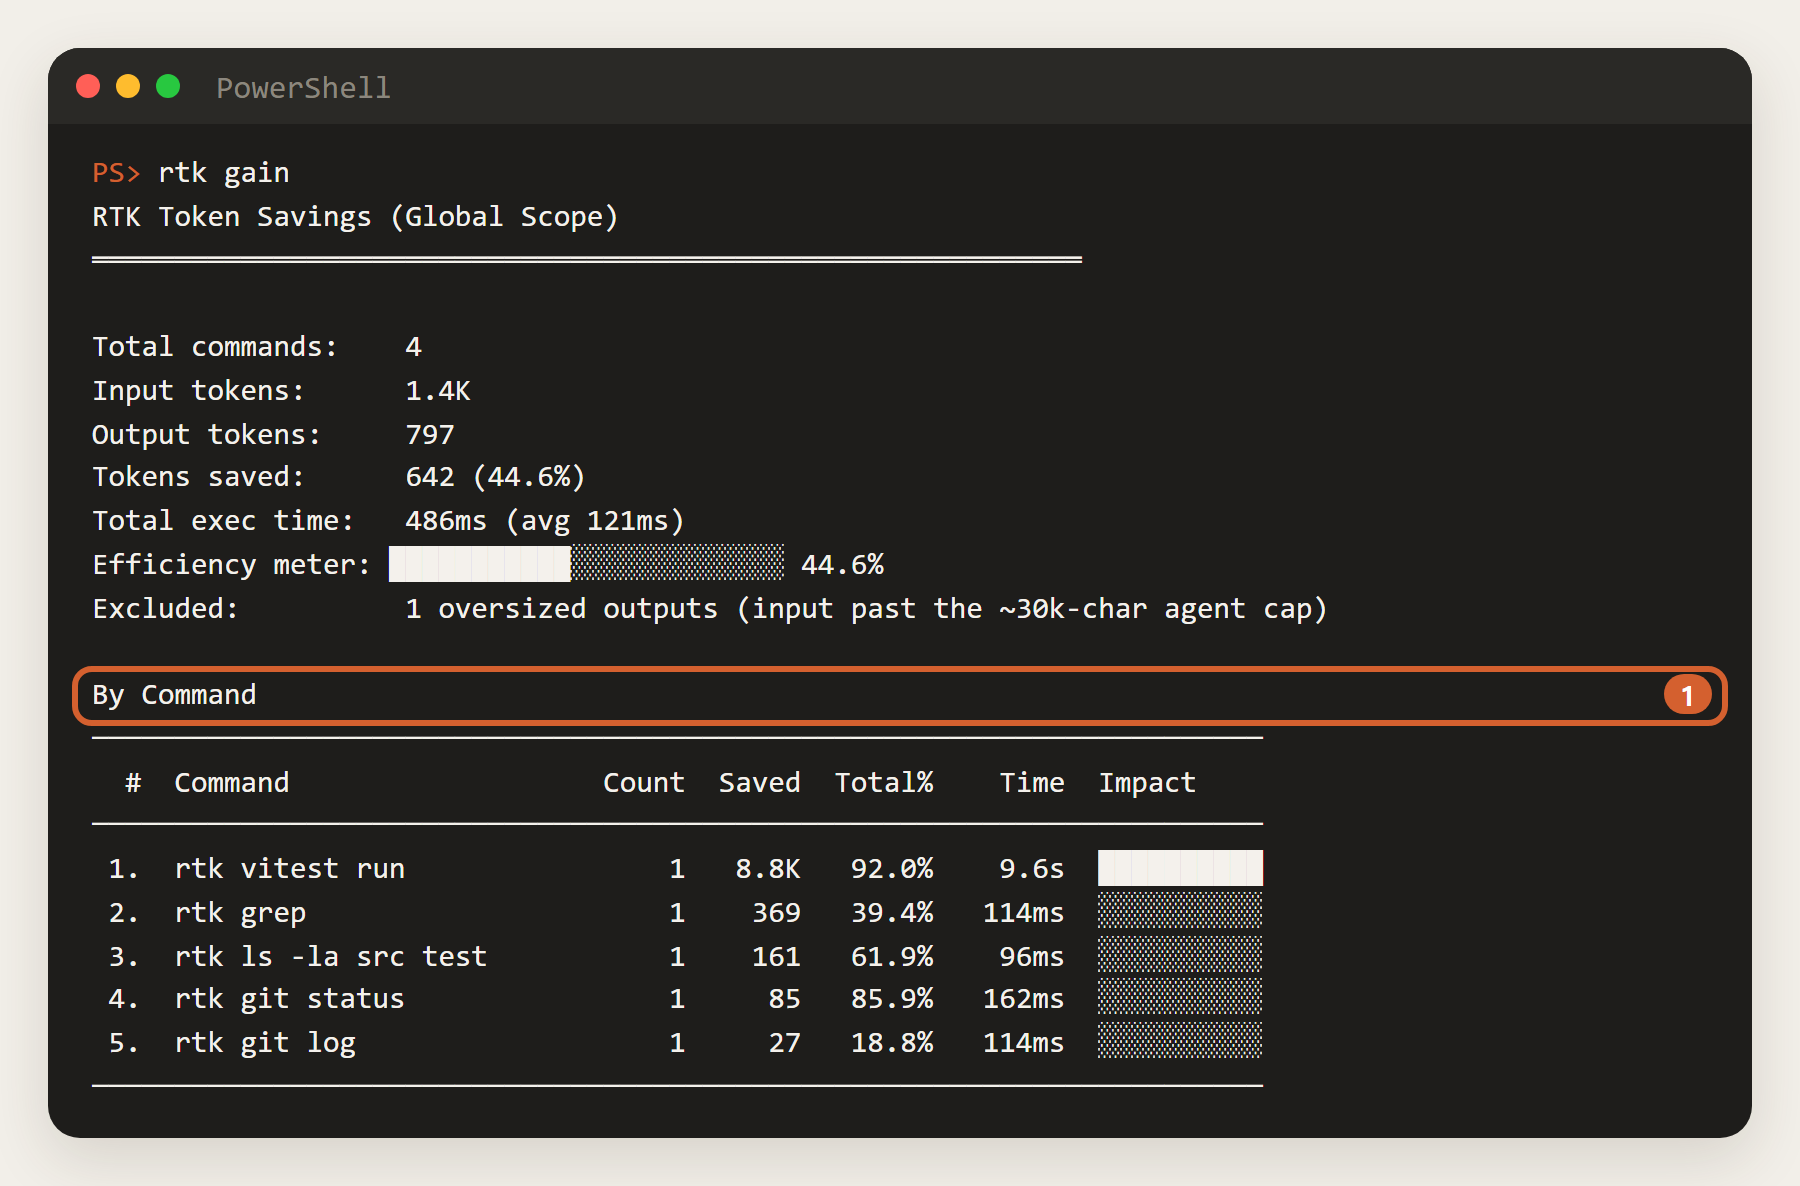 PowerShell
PS> rtk gain
RTK Token Savings (Global Scope)
Total commands: 4
Input tokens: 1.4K
Output tokens: 797
Tokens saved: 642 (44.6%)
Total exec time: 486ms (avg 121ms)
Efficiency meter: 44.6%
Excluded: 1 oversized outputs (input past the ~30k-char agent cap)
By Command 1
# Command Count Saved Total% Time Impact
1. rtk vitest run 1 8.8K 92.0% 9.6s
2. rtk grep 1 369 39.4% 114ms
3. rtk ls -la src test 1 161 61.9% 96ms
4. rtk git status 1 85 85.9% 162ms
5. rtk git log 1 27 18.8% 114ms